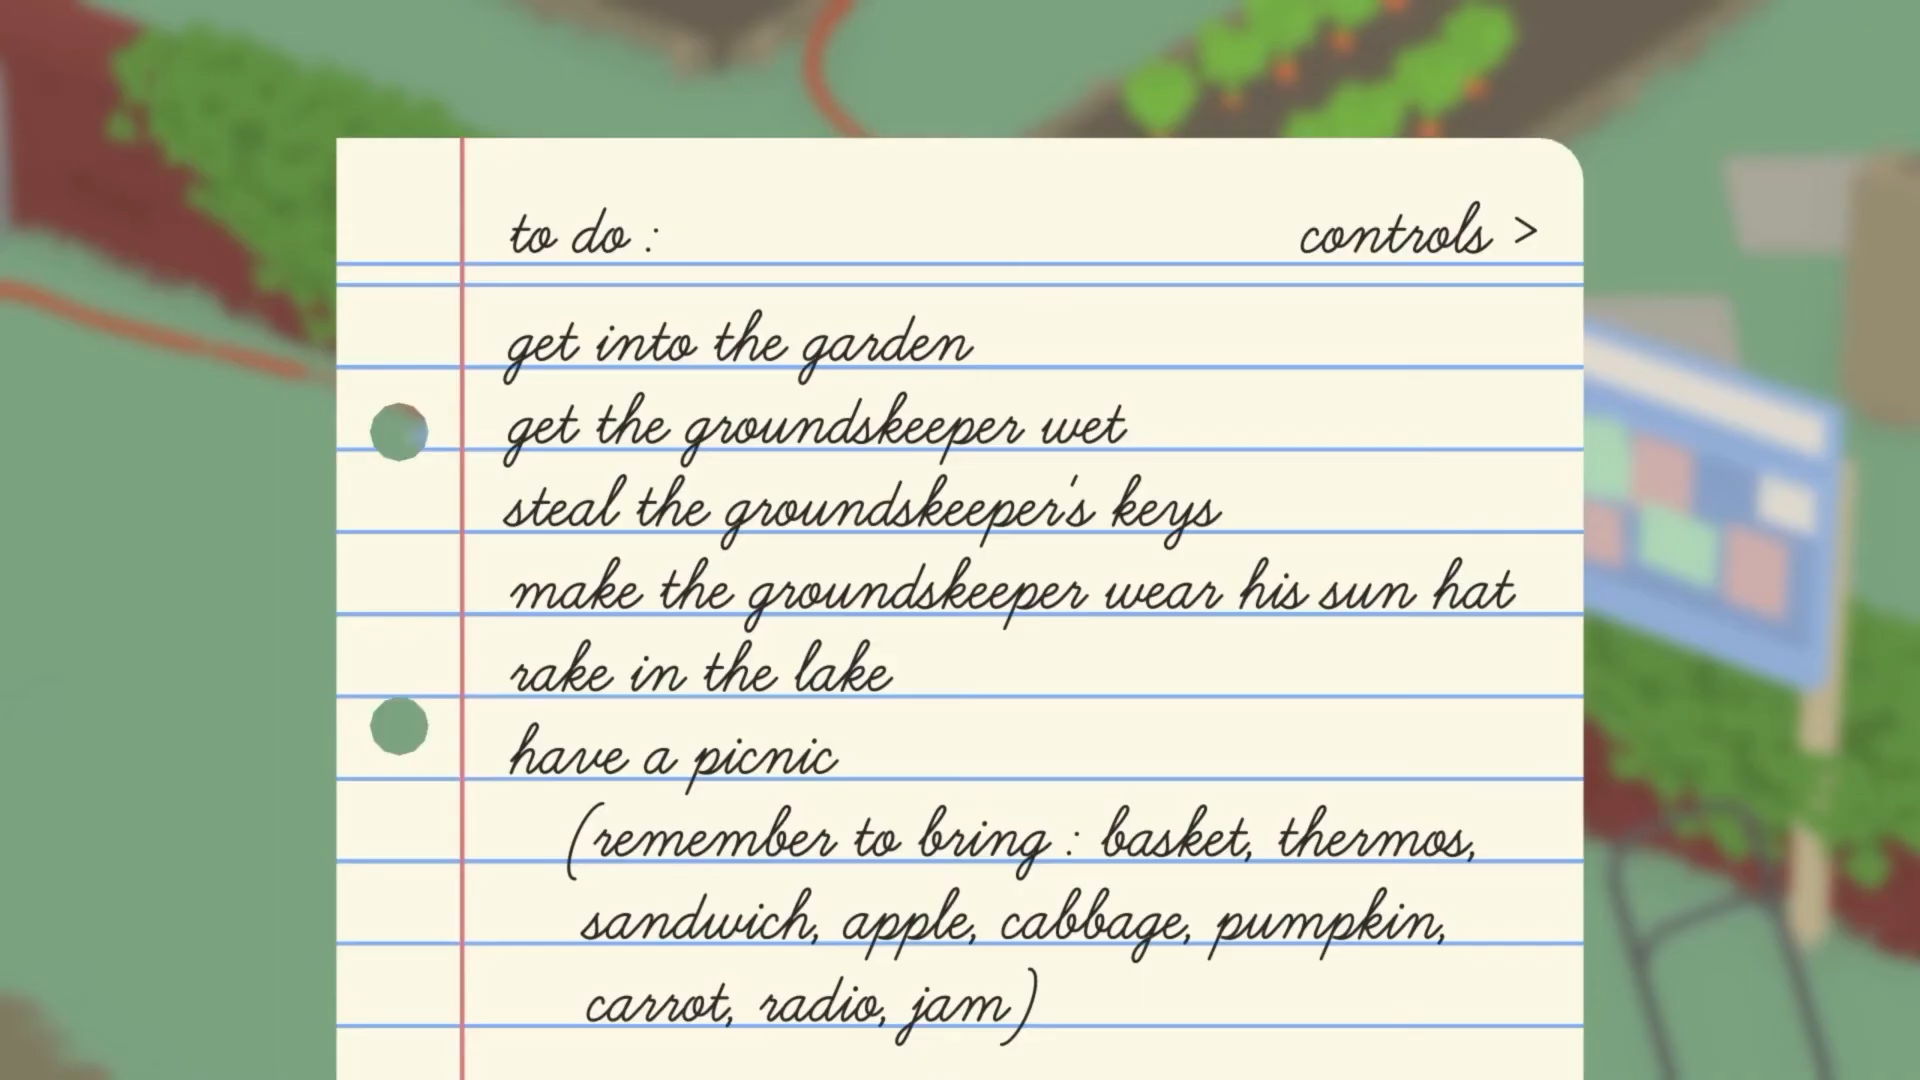 to do :
controls >
get into the garden
get the groundskeeper wet
steal the groundskeeper's keys
make the groundskeeper wear his sun hat
rake in the lake
have a picnic
(remember to bring : basket, thermos,
sandwich, apple, cabbage, pumpkin,
carrot, radio, jam)